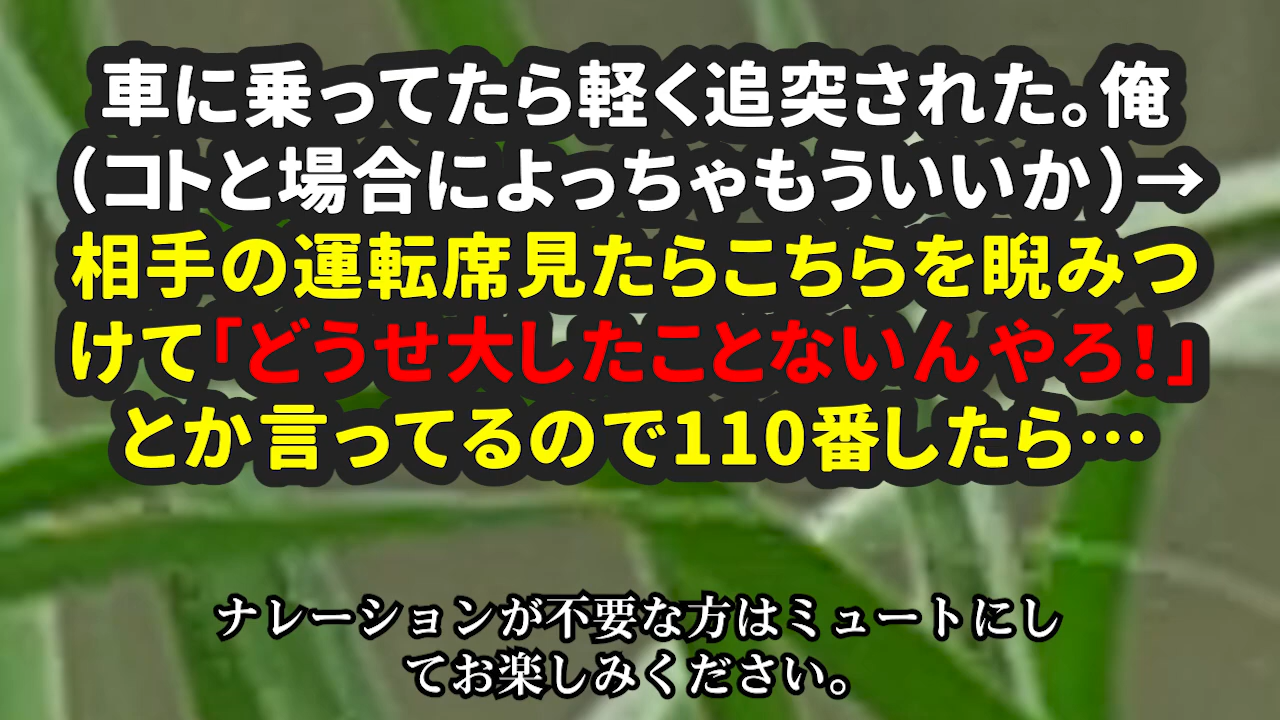 車に乗ってたら軽く追突された。俺
（コトと場合によっちゃもういいか）→
相手の運転席見たらこちらを睨みつ
けて「どうせ大したことないんやろ！」
とか言ってるので110番したら…
ナレーションが不要な方はミュートにし
てお楽しみください。